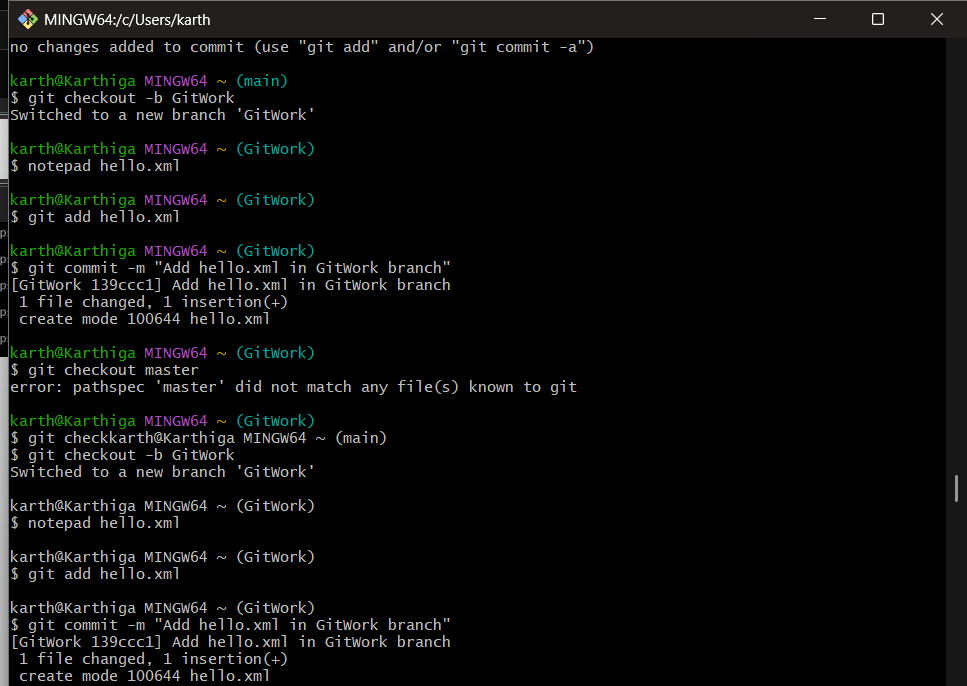 MINGW64:/c/Users/karth
no changes added to commit (use "git add" and/or "git commit -a")
karth@Karthiga MINGW64 ~ (main)
$ git checkout -b GitWork
Switched to a new branch 'GitWork'
karth@Karthiga MINGW64 ~ (GitWork)
$ notepad hello.xml
karth@Karthiga MINGW64 ~ (GitWork)
$ git add hello.xml
karth@Karthiga MINGW64 ~ (GitWork)
$ git commit -m "Add hello.xml in GitWork branch"
[GitWork 139ccc1] Add hello.xml in GitWork branch
 1 file changed, 1 insertion(+)
 create mode 100644 hello.xml
karth@Karthiga MINGW64 ~ (GitWork)
$ git checkout master
error: pathspec 'master' did not match any file(s) known to git
karth@Karthiga MINGW64 ~ (GitWork)
$ git checkkarth@Karthiga MINGW64 ~ (main)
$ git checkout -b GitWork
Switched to a new branch 'GitWork'
karth@Karthiga MINGW64 ~ (GitWork)
$ notepad hello.xml
karth@Karthiga MINGW64 ~ (GitWork)
$ git add hello.xml
karth@Karthiga MINGW64 ~ (GitWork)
$ git commit -m "Add hello.xml in GitWork branch"
[GitWork 139ccc1] Add hello.xml in GitWork branch
 1 file changed, 1 insertion(+)
 create mode 100644 hello.xml